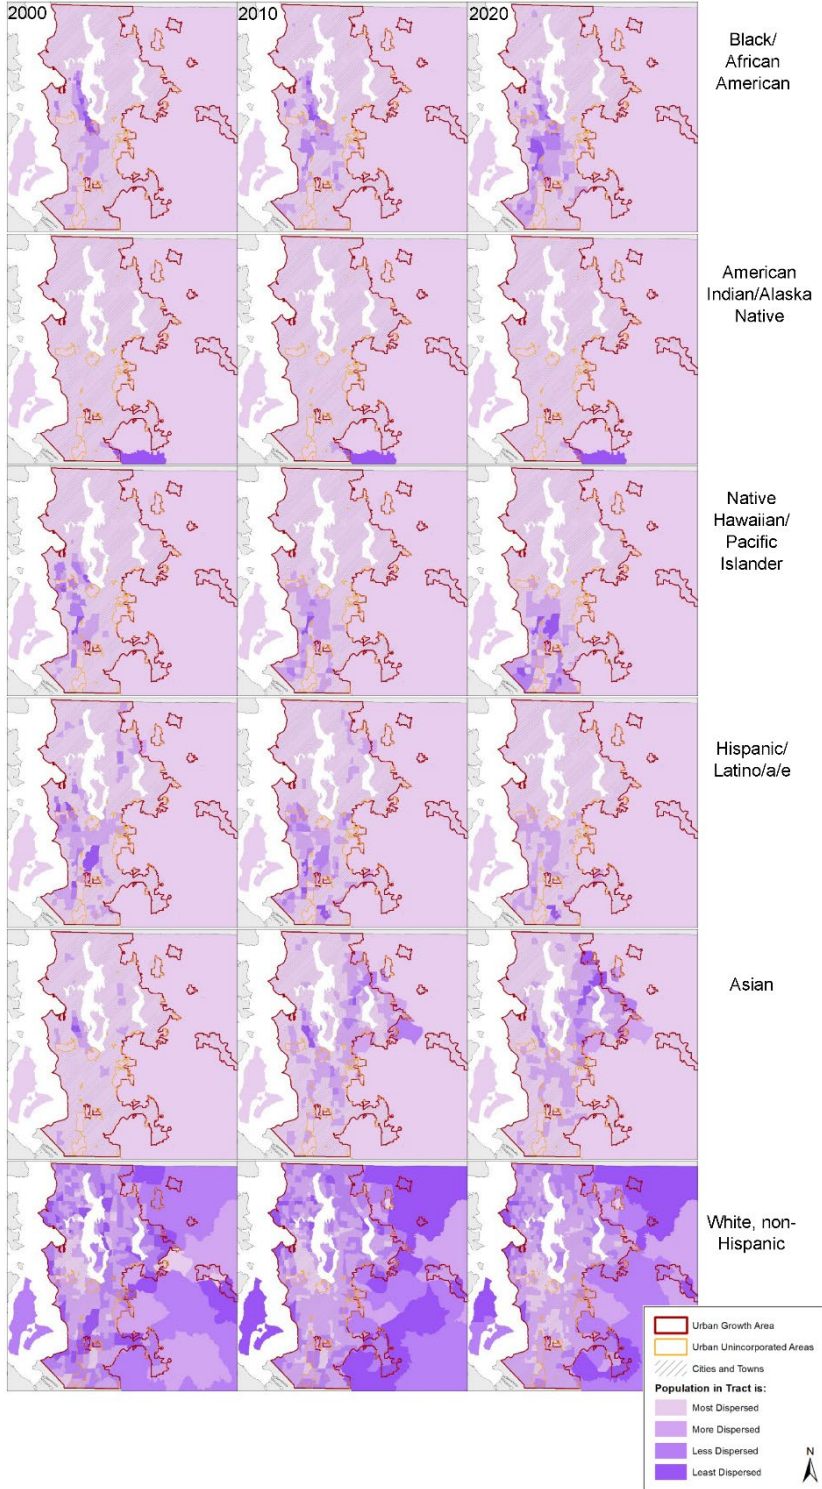 2000
2010
2020
Black/
African
American
American
Indian/Alaska
Native
Native
Hawaiian/
Pacific
Islander
Hispanic/
Latino/a/e
Asian
White, non-
Hispanic
Urban Growth Area
Urban Unincorporated Areas
Cities and Towns
Population in Tract is:
Most Dispersed
More Dispersed
Less Dispersed
Least Dispersed
N